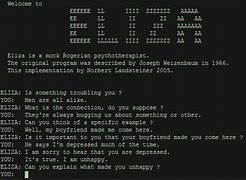 Welcome to
EEEEEE LL IIII ZZZZZZZ AAAAA
EE LL II ZZ AA AA
EEEEE LL II ZZZ AAAAAAA
EE LL II ZZ AA AA
EEEEEE LLLLLL IIII ZZZZZZZ AA AA
Eliza is a mock Rogerian psychotherapist.
The original program was described by Joseph Weizenbaum in 1966.
This implementation by Norbert Landsteiner 2005.
ELIZA: Is something troubling you ?
YOU: Men are all alike.
ELIZA: What is the connection, do you suppose ?
YOU: They're always bugging us about something or other.
ELIZA: Can you think of a specific example ?
YOU: Well, my boyfriend made me come here.
ELIZA: Is it important to you that your boyfriend made you come here ?
YOU: He says I'm depressed much of the time.
ELIZA: I am sorry to hear that you are depressed.
YOU: It's true. I am unhappy.
ELIZA: Can you explain what made you unhappy ?
YOU: